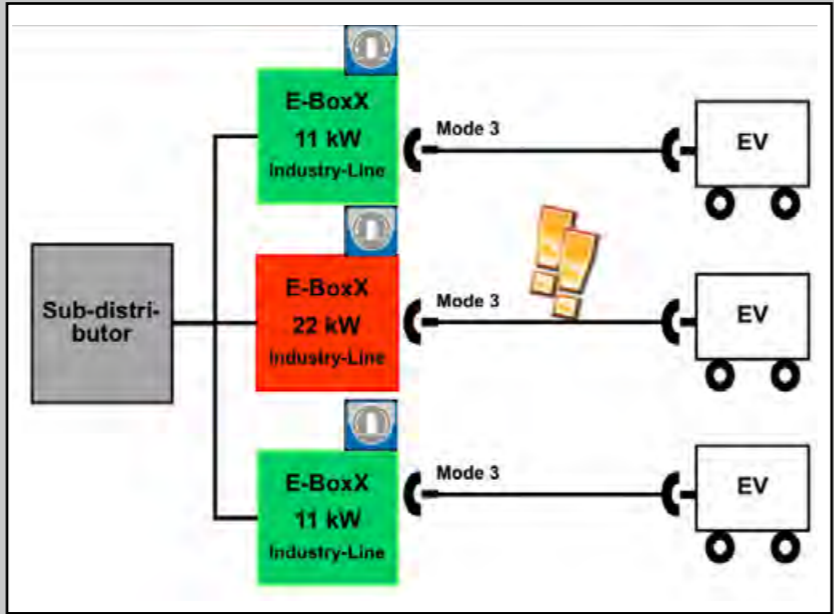 E-BoxX
11 kW
Industry-Line
Mode 3
EV
Sub-distri-
butor
E-BoxX
22 kW
Industry-Line
Mode 3
EV
E-BoxX
11 kW
Industry-Line
Mode 3
EV